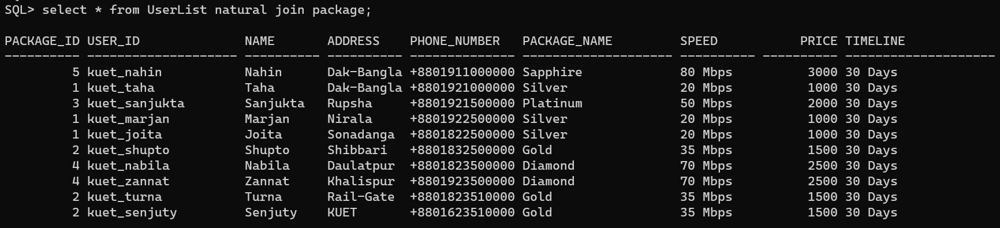 SQL> select * from UserList natural join package;
PACKAGE_ID USER_ID              NAME       ADDRESS    PHONE_NUMBER   PACKAGE_NAME         SPEED           PRICE TIMELINE
---------- -------------------- ---------- ---------- -------------- -------------------- ---------- ---------- --------------------
         5 kuet_nahin           Nahin      Dak-Bangla +8801911000000 Sapphire             80 Mbps          3000 30 Days
         1 kuet_taha            Taha       Dak-Bangla +8801921000000 Silver               20 Mbps          1000 30 Days
         3 kuet_sanjukta        Sanjukta   Rupsha     +8801921500000 Platinum             50 Mbps          2000 30 Days
         1 kuet_marjan          Marjan     Nirala     +8801922500000 Silver               20 Mbps          1000 30 Days
         1 kuet_joita           Joita      Sonadanga  +8801822500000 Silver               20 Mbps          1000 30 Days
         2 kuet_shupto          Shupto     Shibbari   +8801832500000 Gold                 35 Mbps          1500 30 Days
         4 kuet_nabila          Nabila     Daulatpur  +8801823500000 Diamond              70 Mbps          2500 30 Days
         4 kuet_zannat          Zannat     Khalispur  +8801923500000 Diamond              70 Mbps          2500 30 Days
         2 kuet_turna           Turna      Rail-Gate  +8801823510000 Gold                 35 Mbps          1500 30 Days
         2 kuet_senjuty         Senjuty    KUET       +8801623510000 Gold                 35 Mbps          1500 30 Days